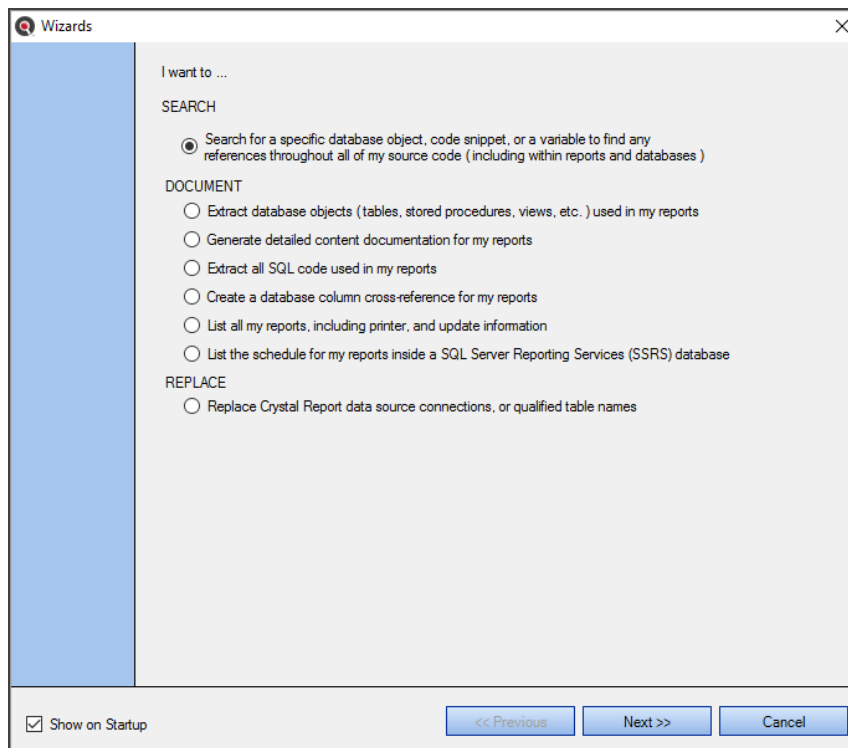 Wizards
I want to ...
SEARCH
Search for a specific database object, code snippet, or a variable to find any
references throughout all of my source code ( including within reports and databases )
DOCUMENT
Extract database objects ( tables, stored procedures, views, etc. ) used in my reports
Generate detailed content documentation for my reports
Extract all SQL code used in my reports
Create a database column cross-reference for my reports
List all my reports, including printer, and update information
List the schedule for my reports inside a SQL Server Reporting Services (SSRS) database
REPLACE
Replace Crystal Report data source connections, or qualified table names
Show on Startup
<< Previous
Next >>
Cancel